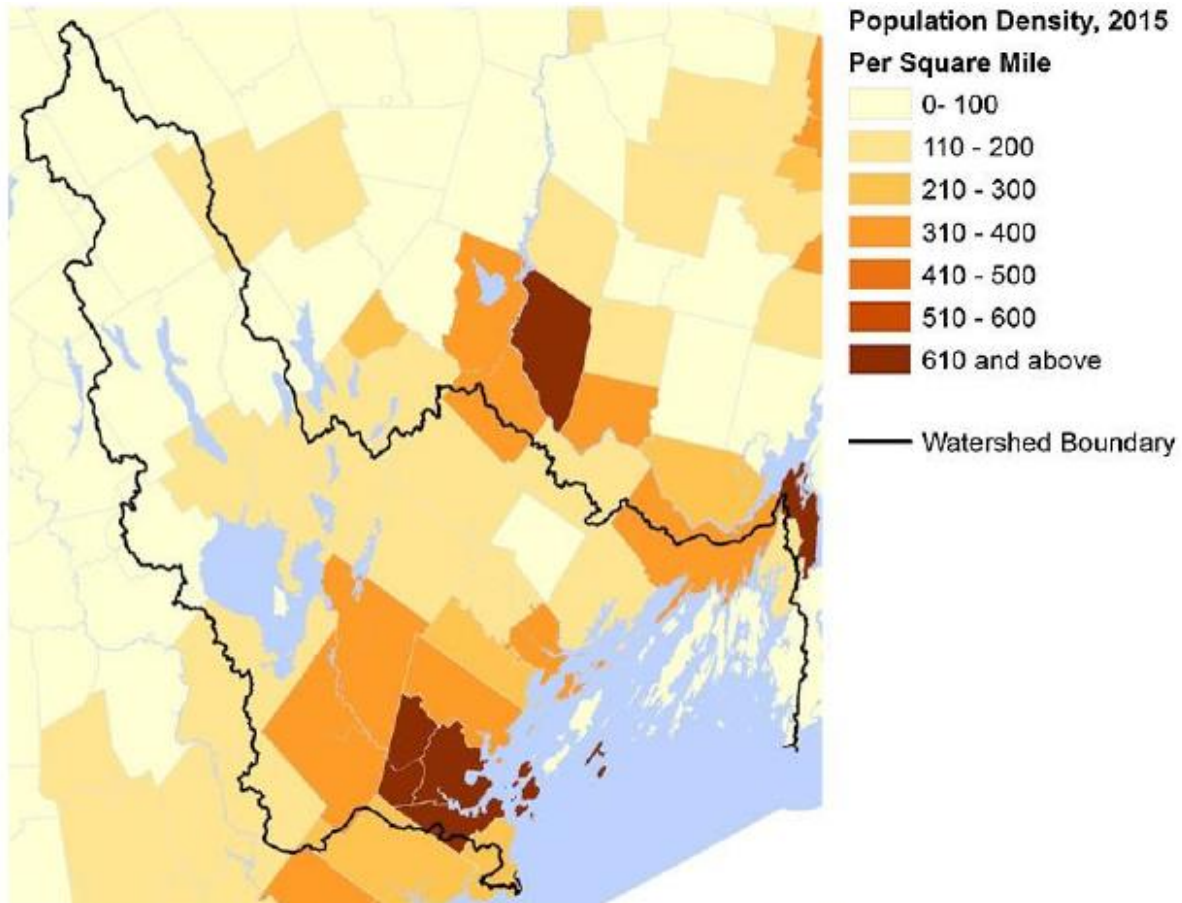 Population Density, 2015
Per Square Mile
0- 100
110 - 200
210 - 300
310 - 400
410 - 500
510 - 600
610 and above
Watershed Boundary